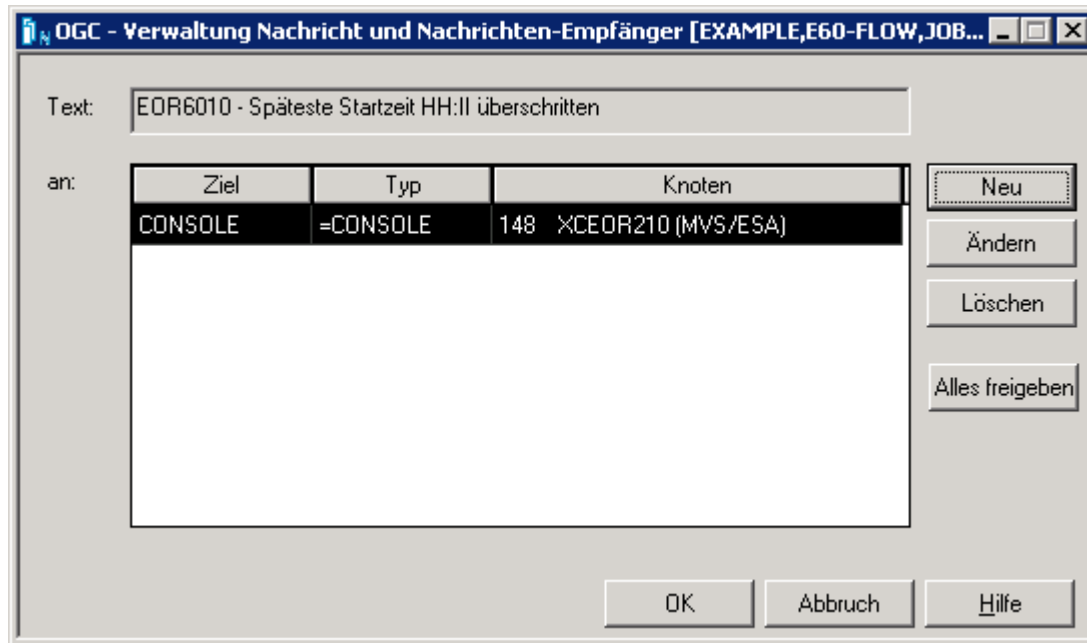 OGC - Verwaltung Nachricht und Nachrichten-Empfänger [EXAMPLE,E60-FLOW,JOB...
Text: EOR6010 - Späteste Startzeit HH:II überschritten
an: Ziel Typ Knoten Neu
CONSOLE =CONSOLE 148 XCEOR210 (MVS/ESA)
Ändern
Löschen
Alles freigeben
OK Abbruch Hilfe